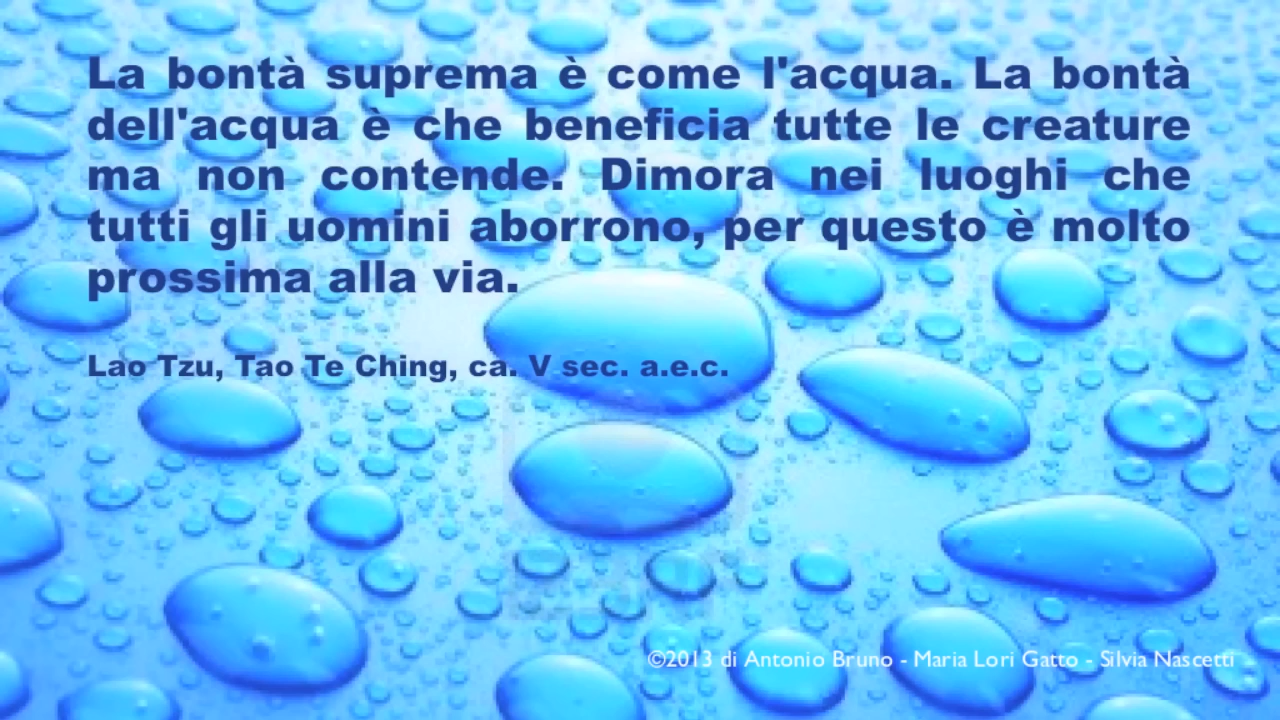 La bontà suprema è come l'acqua. La bontà
dell'acqua è che beneficia tutte le creature
ma non contende. Dimora nei luoghi che
tutti gli uomini aborrono, per questo è molto
prossima alla via.
Lao Tzu, Tao Te Ching, ca. V sec. a.e.c.
©2013 di Antonio Bruno - Maria Lori Gatto - Silvia Nascetti